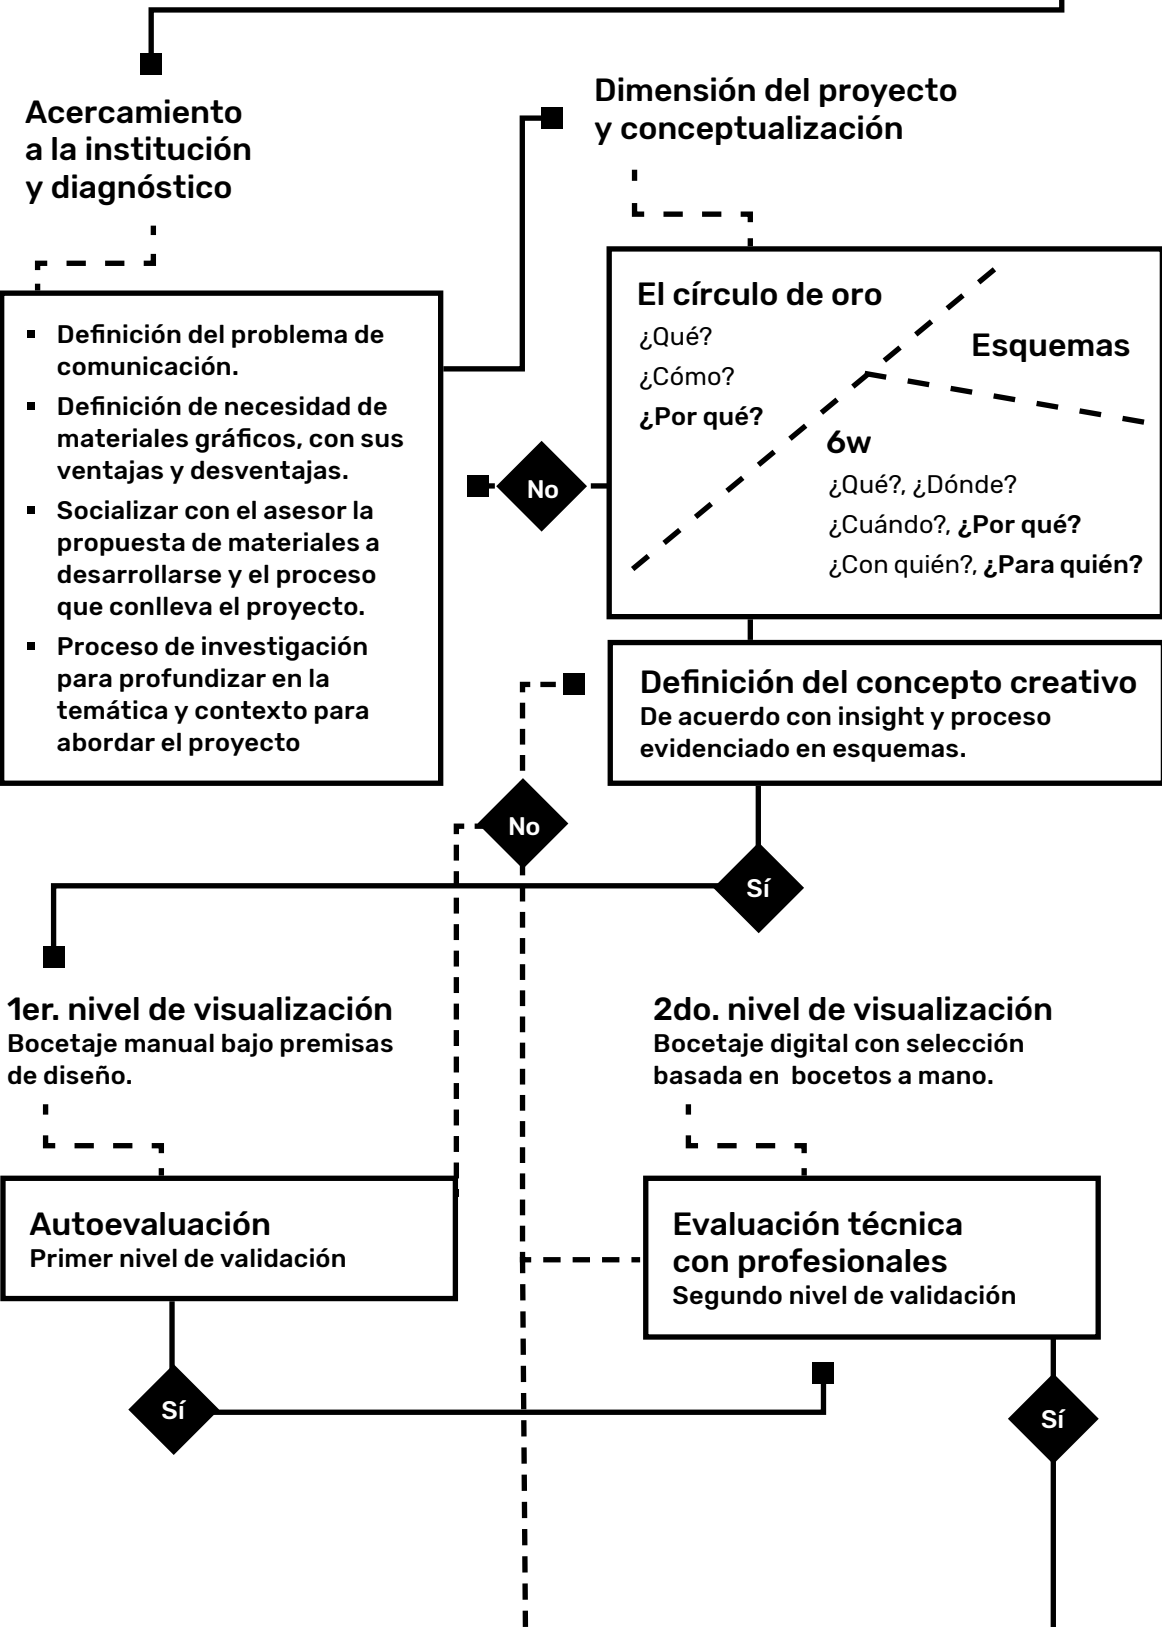 Acercamiento
a la institución
y diagnóstico
Definición del problema de
comunicación.
Definición de necesidad de
materiales gráficos, con sus
ventajas y desventajas.
Socializar con el asesor la
propuesta de materiales a
desarrollarse y el proceso
que conlleva el proyecto.
Proceso de investigación
para profundizar en la
temática y contexto para
abordar el proyecto
Dimensión del proyecto
y conceptualización
El círculo de oro
¿Qué?
¿Cómo?
¿Por qué?
Esquemas
6w
¿Qué?, ¿Dónde?
¿Cuándo?, ¿Por qué?
¿Con quién?, ¿Para quién?
No
Definición del concepto creativo
De acuerdo con insight y proceso
evidenciado en esquemas.
No
Sí
1er. nivel de visualización
Bocetaje manual bajo premisas
de diseño.
Autoevaluación
Primer nivel de validación
Sí
2do. nivel de visualización
Bocetaje digital con selección
basada en  bocetos a mano.
Evaluación técnica
con profesionales
Segundo nivel de validación
Sí